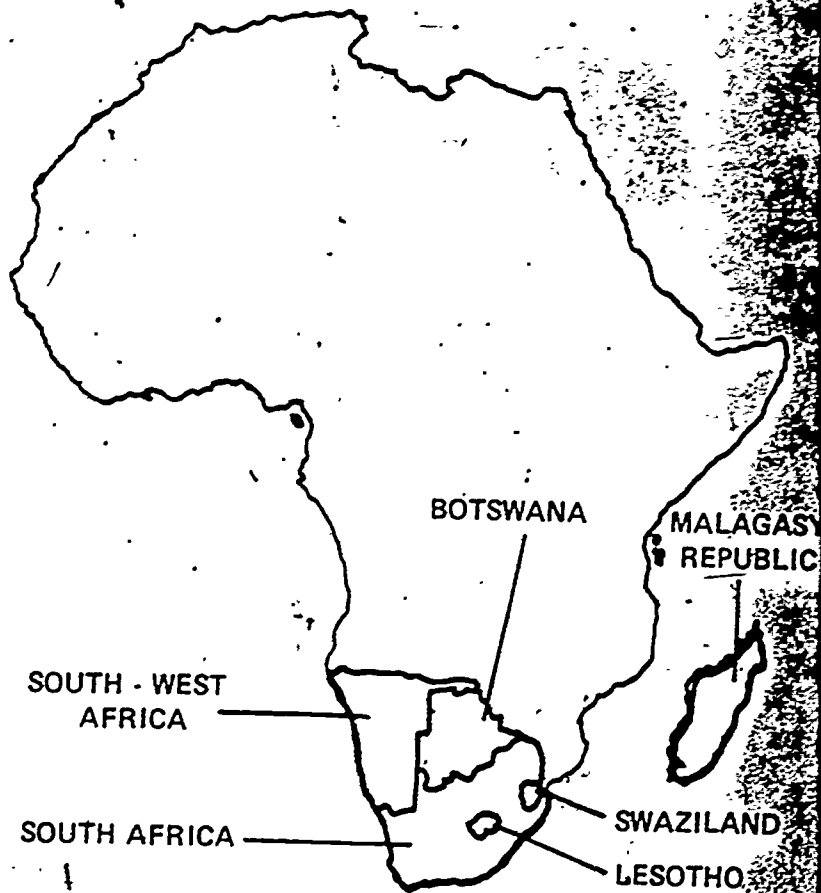 BOTSWANA
MALAGASY
REPUBLIC
SOUTH - WEST
AFRICA
SOUTH AFRICA
SWAZILAND
LESOTHO